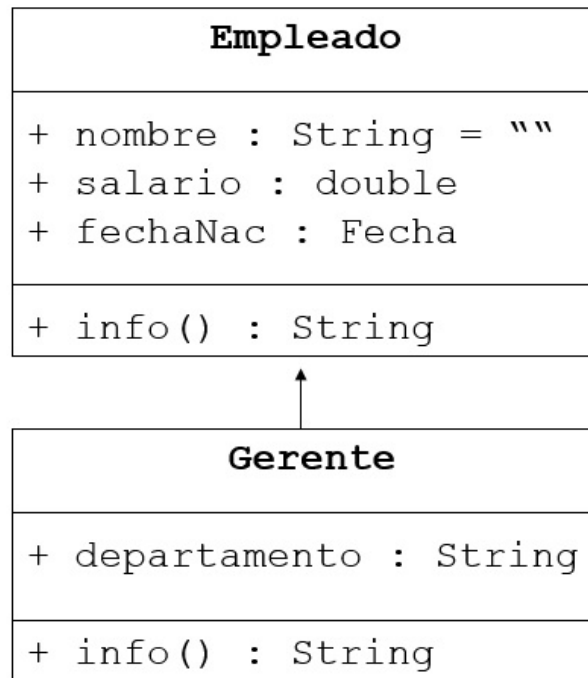 Empleado
+ nombre : String = ““
+ salario : double
+ fechaNac : Fecha
+ info() : String
Gerente
+ departamento : String
+ info() : String